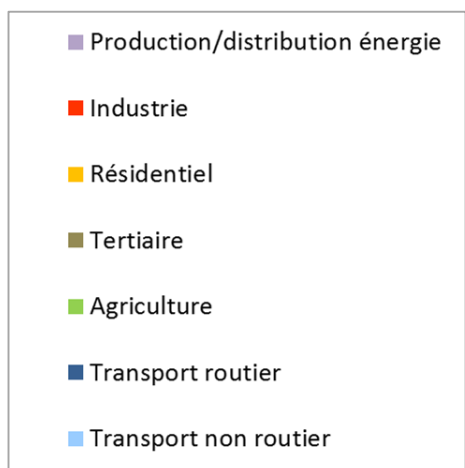 Production/distribution énergie
Industrie
Résidentiel
Tertiaire
Agriculture
Transport routier
Transport non routier